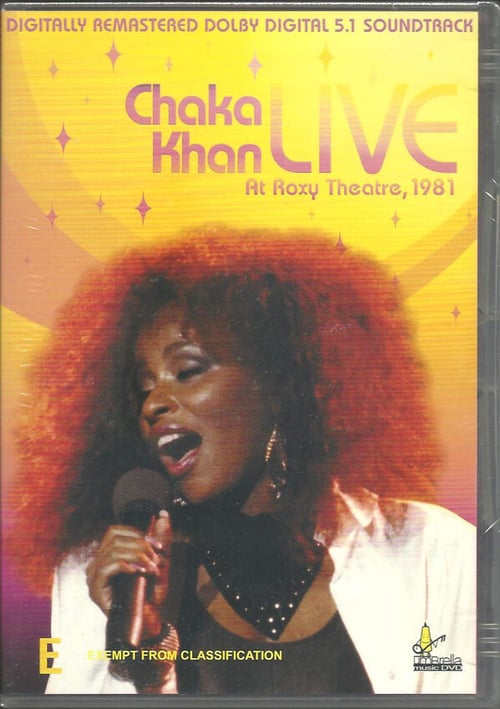 DIGITALLY REMASTERED DOLBY DIGITAL 5.1 SOUNDTRACK
Chaka
Khan LIVE
At Roxy Theatre, 1981
E EXEMPT FROM CLASSIFICATION
umbrella
music DVD